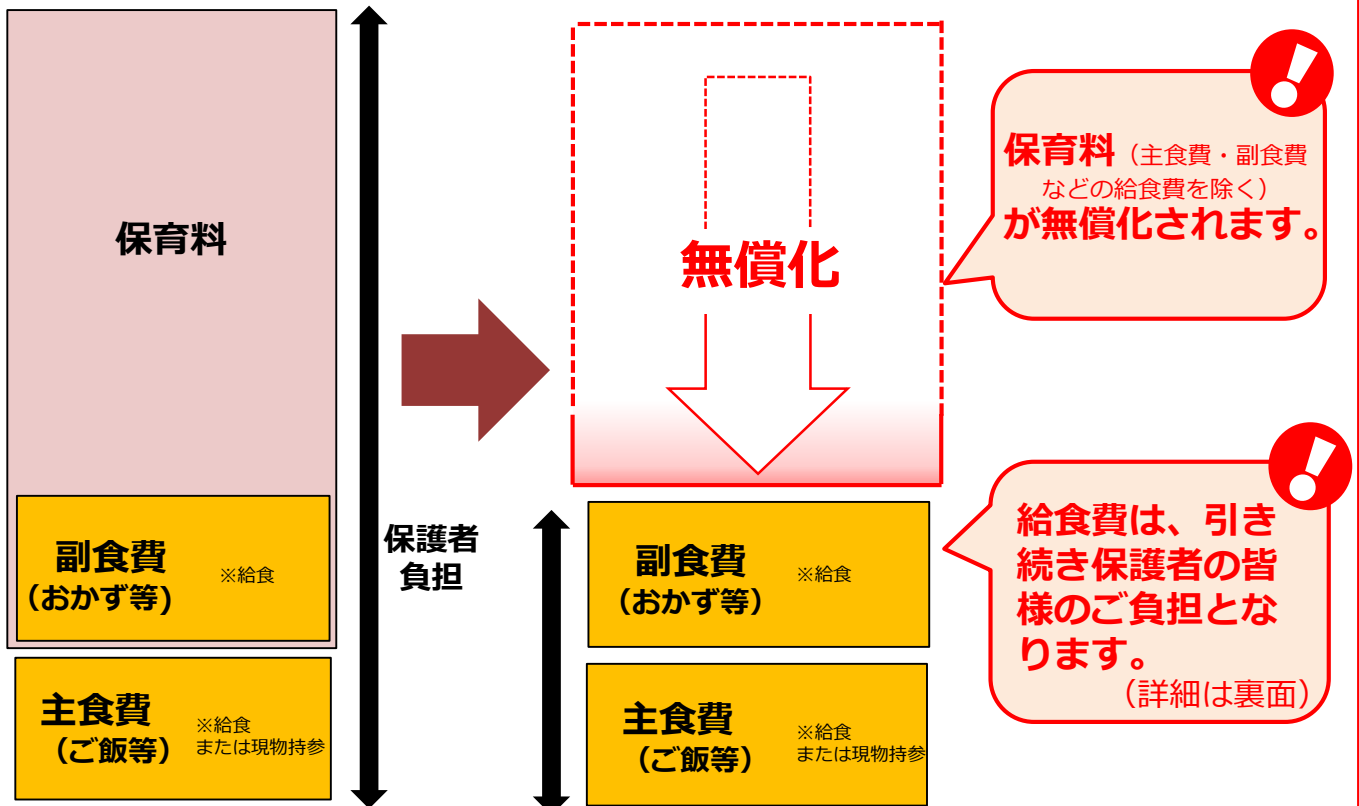 保育料
副食費
(おかず等)
※給食
主食費
(ご飯等)
※給食
または現物持参
保護者
負担
無償化
副食費
(おかず等)
※給食
主食費
(ご飯等)
※給食
または現物持参
保育料（主食費・副食費
などの給食費を除く）
が無償化されます。
給食費は、引き
続き保護者の皆
様のご負担とな
ります。
（詳細は裏面）